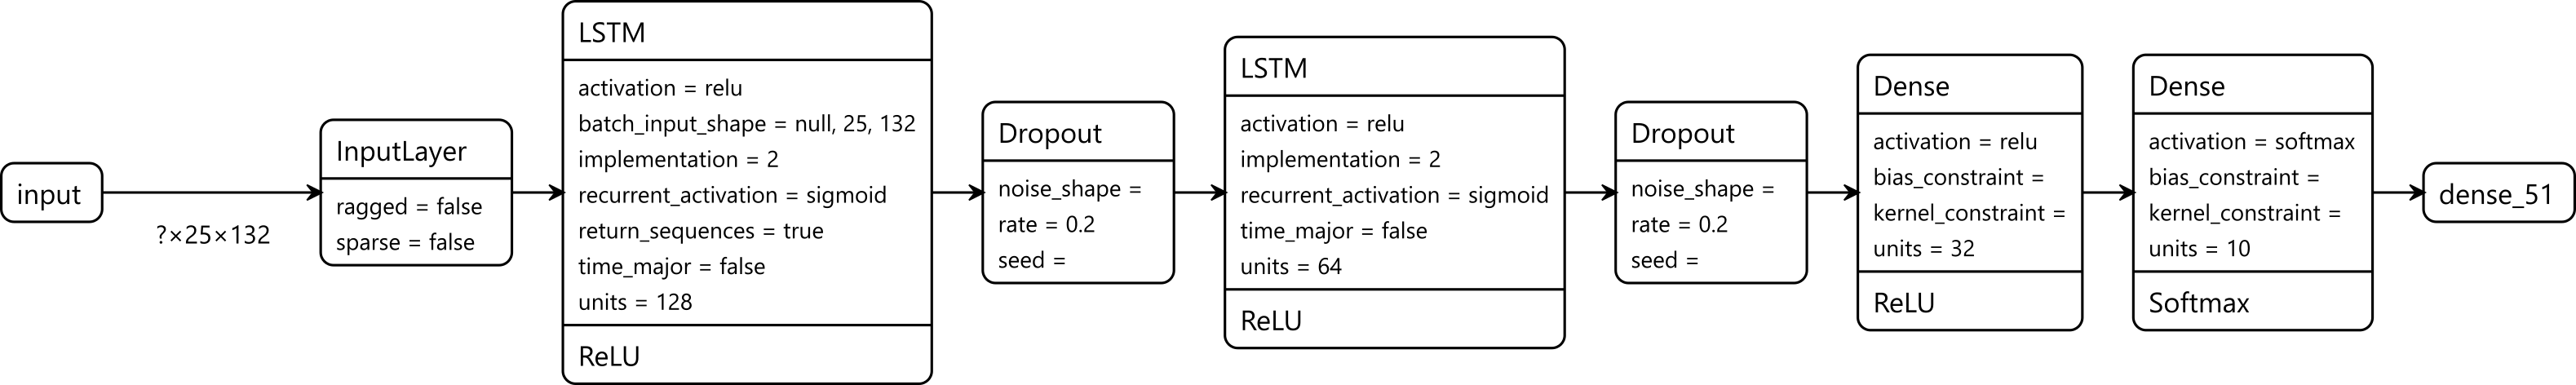 input
?×25×132
InputLayer
ragged = false
sparse = false
LSTM
activation = relu
batch_input_shape = null, 25, 132
implementation = 2
recurrent_activation = sigmoid
return_sequences = true
time_major = false
units = 128
ReLU
Dropout
noise_shape =
rate = 0.2
seed =
LSTM
activation = relu
implementation = 2
recurrent_activation = sigmoid
time_major = false
units = 64
ReLU
Dropout
noise_shape =
rate = 0.2
seed =
Dense
activation = relu
bias_constraint =
kernel_constraint =
units = 32
ReLU
Dense
activation = softmax
bias_constraint =
kernel_constraint =
units = 10
Softmax
dense_51